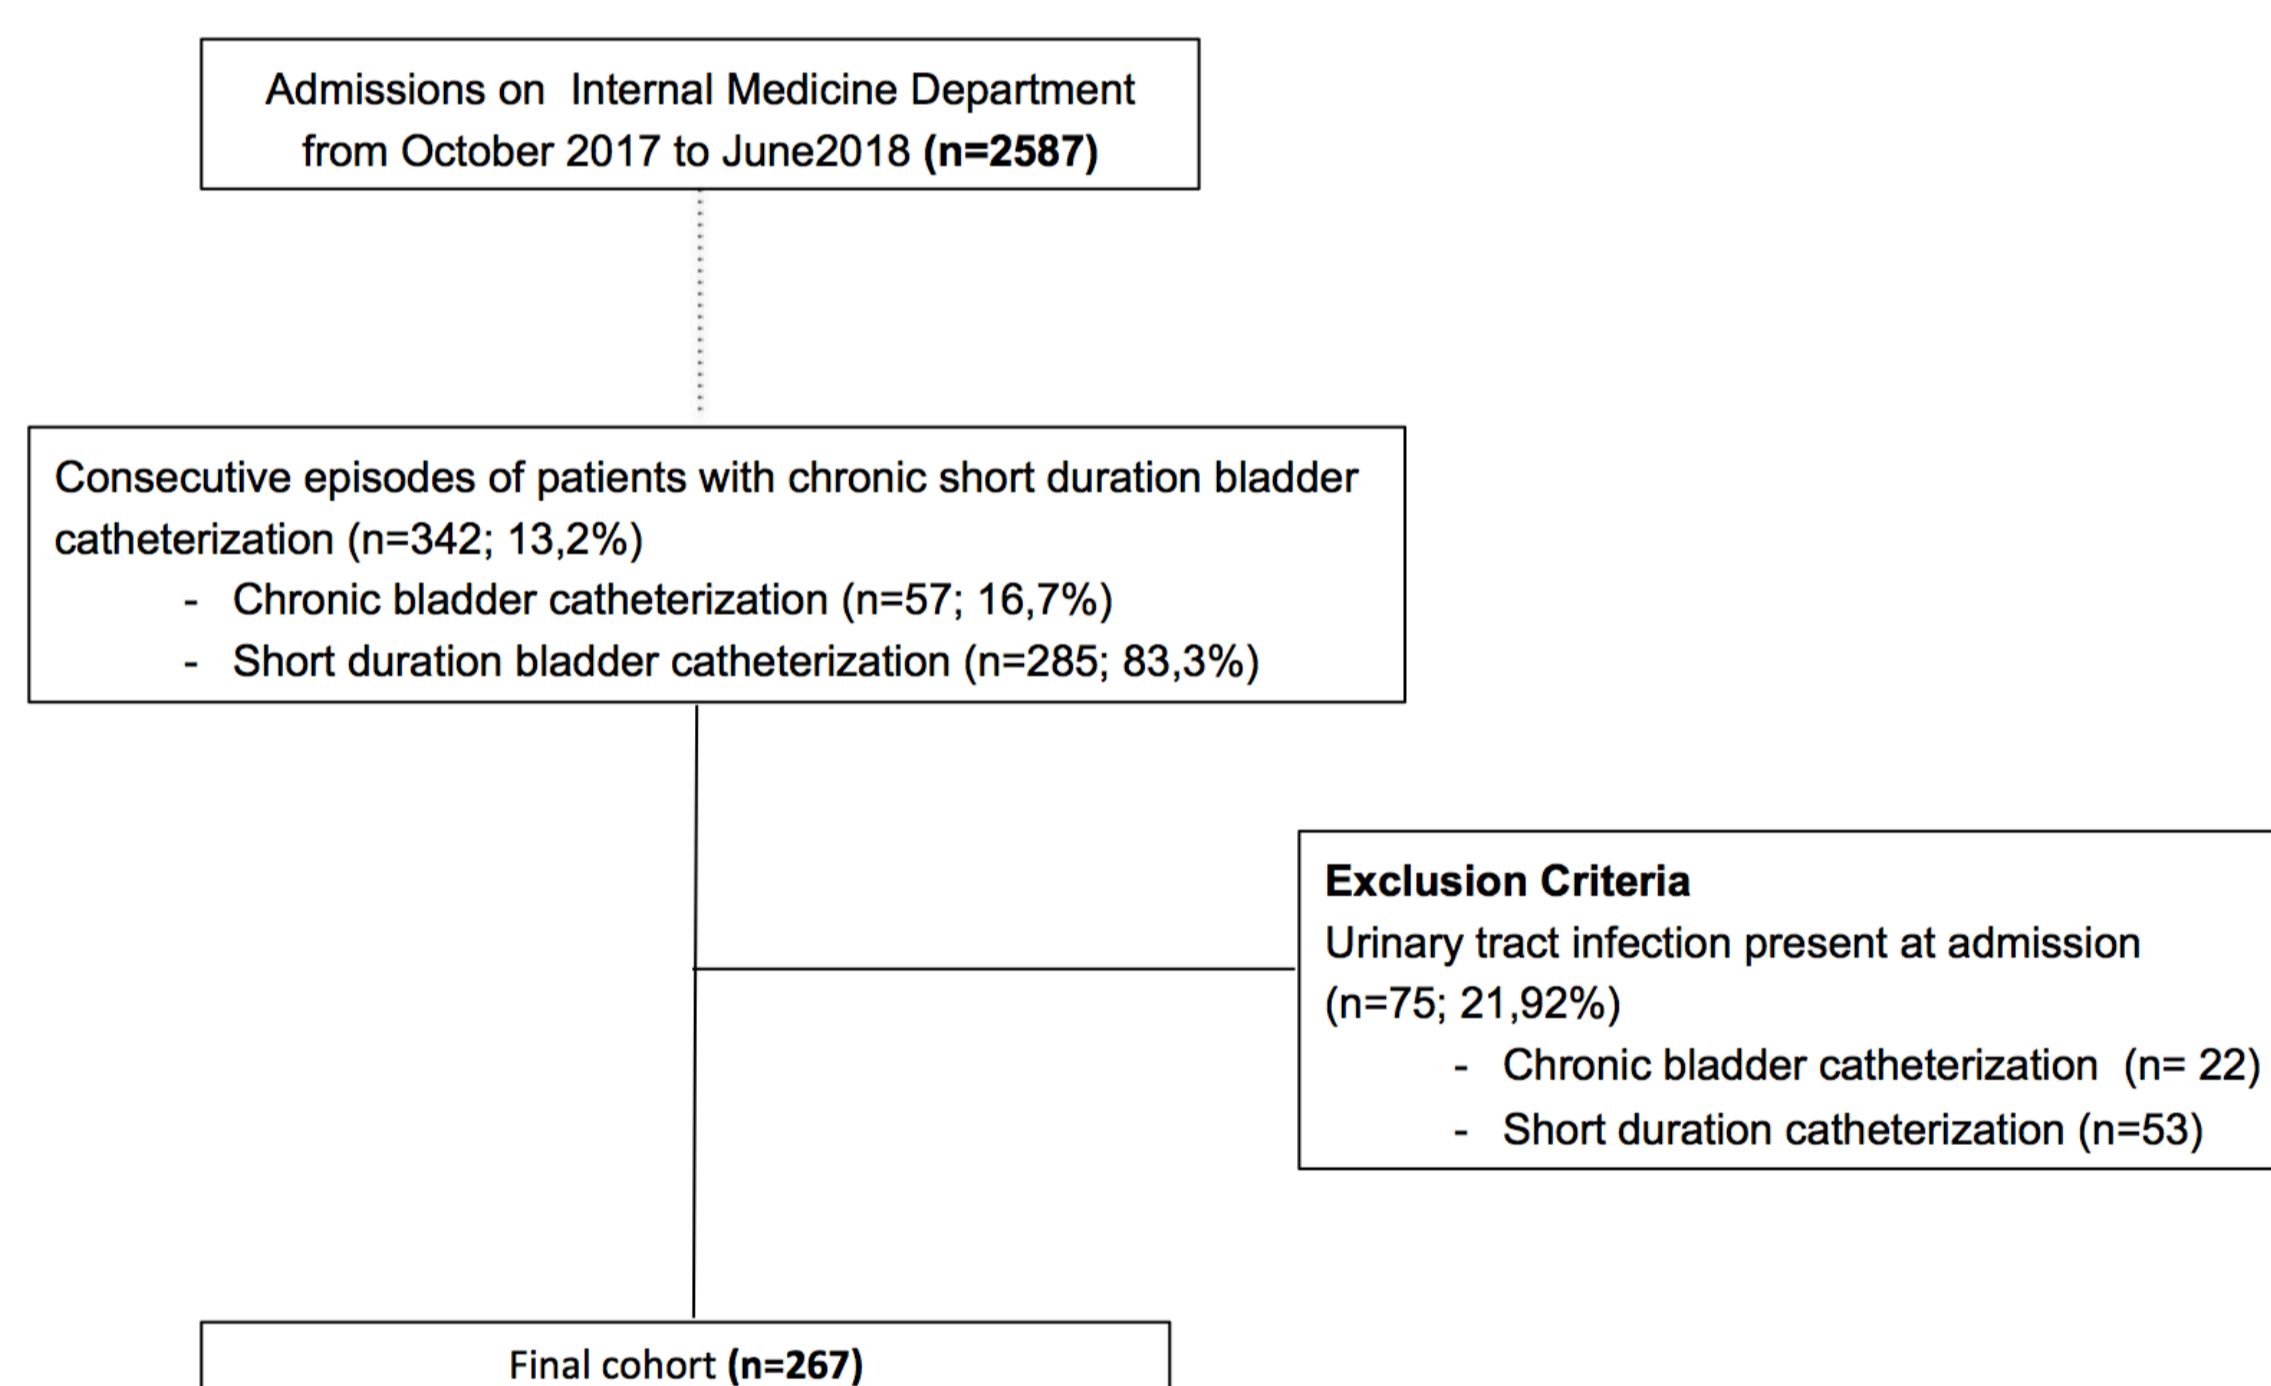 Admissions on Internal Medicine Department
from October 2017 to June2018 (n=2587)
Consecutive episodes of patients with chronic short duration bladder
catheterization (n=342; 13,2%)
- Chronic bladder catheterization (n=57; 16,7%)
- Short duration bladder catheterization (n=285; 83,3%)
Exclusion Criteria
Urinary tract infection present at admission
(n=75; 21,92%)
- Chronic bladder catheterization (n= 22)
- Short duration catheterization (n=53)
Final cohort (n=267)